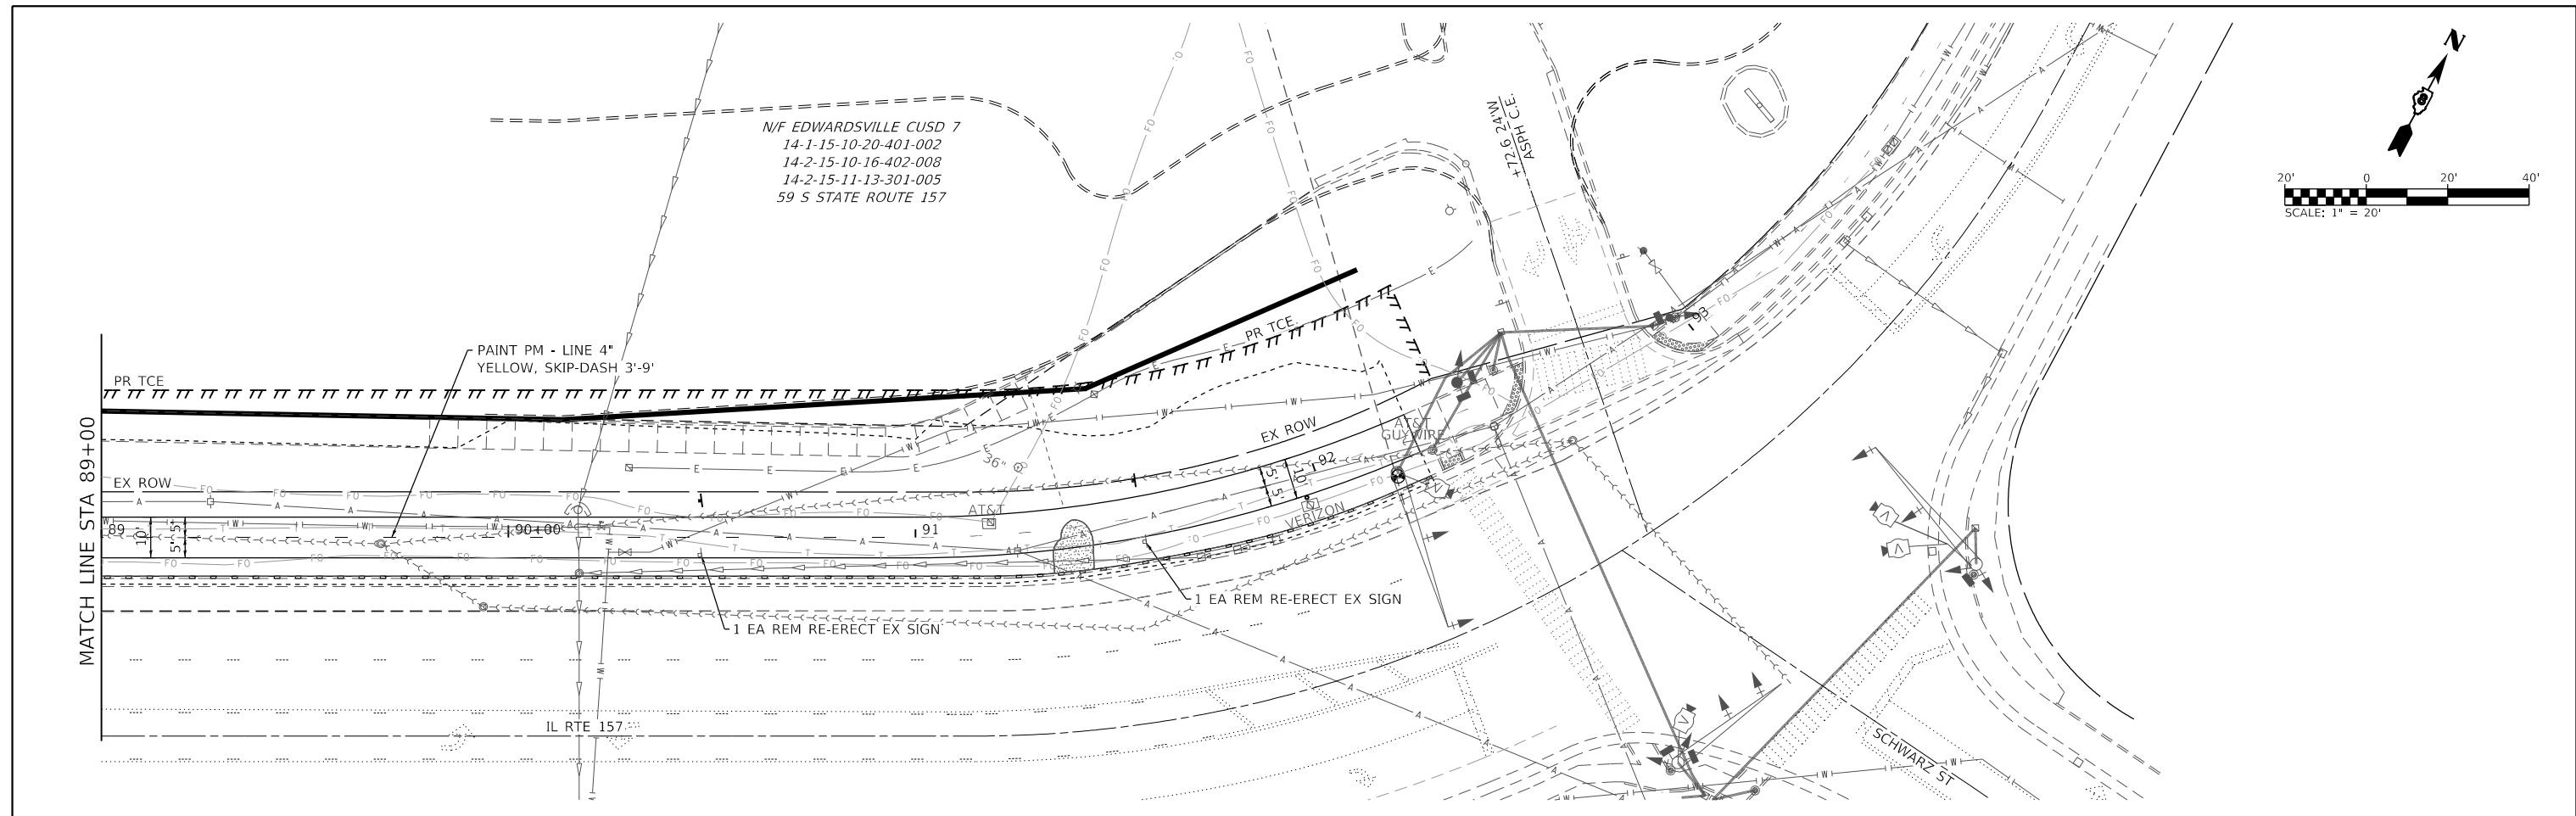 N
20' 0 20' 40'
SCALE: 1" = 20'
N/F EDWARDSVILLE CUSD 7
14-1-15-10-20-401-002
14-2-15-10-16-402-008
14-2-15-11-13-301-005
59 S STATE ROUTE 157
+72.6 24'W
ASPH C.E.
93
PR TCE
PAINT PM - LINE 4"
YELLOW, SKIP-DASH 3'-9'
PR TCE
MATCH LINE STA 89+00
EX ROW
EX ROW
AT&T
GUYWIRE
36"
92
5' 5' 10'
AT&T
VERIZON
89
10' 5' 5'
90+00
91
1 EA REM RE-ERECT EX SIGN
1 EA REM RE-ERECT EX SIGN
IL RTE 157
SCHWARZ ST